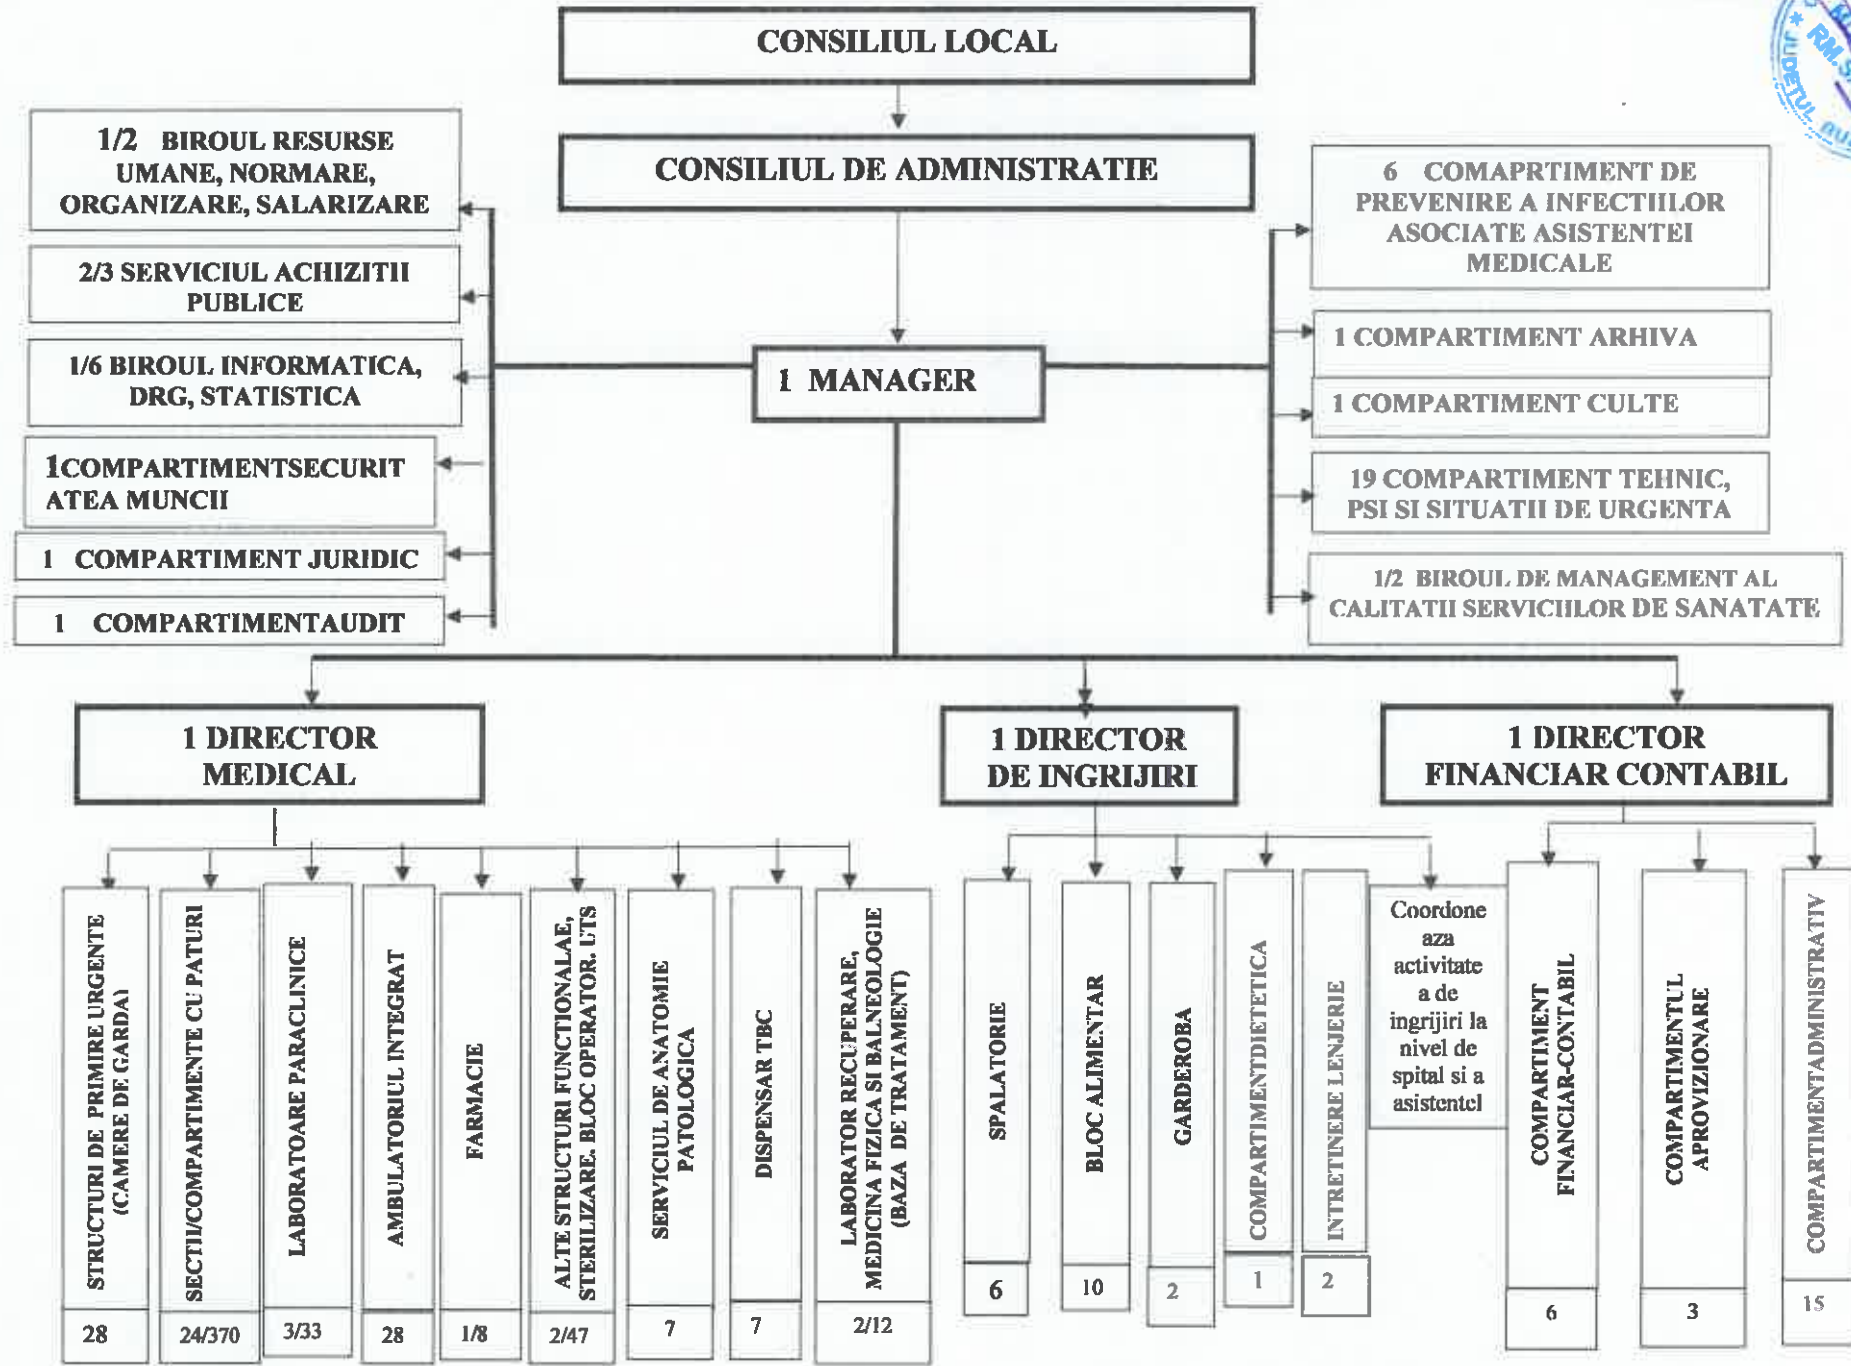 CONSILIUL LOCAL
JUDETUL
RM.
1/2 BIROUL RESURSE
UMANE, NORMARE,
ORGANIZARE, SALARIZARE
CONSILIUL DE ADMINISTRATIE
6 COMAPRTIMENT DE
PREVENIRE A INFECTIILOR
ASOCIATE ASISTENTEI
MEDICALE
2/3 SERVICIUL ACHIZITII
PUBLICE
1/6 BIROUL INFORMATICA,
DRG, STATISTICA
1 MANAGER
1 COMPARTIMENT ARHIVA
1 COMPARTIMENT CULTE
1COMPARTIMENTSECURIT
ATEA MUNCII
19 COMPARTIMENT TEHNIC,
PSI SI SITUATII DE URGENTA
1 COMPARTIMENT JURIDIC
1 COMPARTIMENTAUDIT
1/2 BIROUL DE MANAGEMENT AL
CALITATII SERVICIILOR DE SANATATE
1 DIRECTOR
MEDICAL
1 DIRECTOR
DE INGRIJIRI
1 DIRECTOR
FINANCIAR CONTABIL
STRUCTURI DE PRIMIRE URGENTE
(CAMERE DE GARDA)
28
SECTII/COMPARTIMENTE CU PATURI
24/370
LABORATOARE PARACLINICE
3/33
AMBULATORIUL INTEGRAT
28
FARMACIE
1/8
ALTE STRUCTURI FUNCTIONALAE,
STERILIZARE. BLOC OPERATOR. UTS
2/47
SERVICIUL DE ANATOMIE
PATOLOGICA
7
DISPENSAR TBC
7
LABORATOR RECUPERARE,
MEDICINA FIZICA SI BALNEOLOGIE
(BAZA DE TRATAMENT)
2/12
SPALATORIE
6
BLOC ALIMENTAR
10
GARDEROBA
2
COMPARTIMENTDIETETICA
1
INTRETINERE LENJERIE
2
Coordone
aza
activitate
a de
ingrijiri la
nivel de
spital si a
asistentel
COMPARTIMENT
FINANCIAR-CONTABIL
6
COMPARTIMENTUL
APROVIZIONARE
3
COMPARTIMENTADMINISTRATIV
15